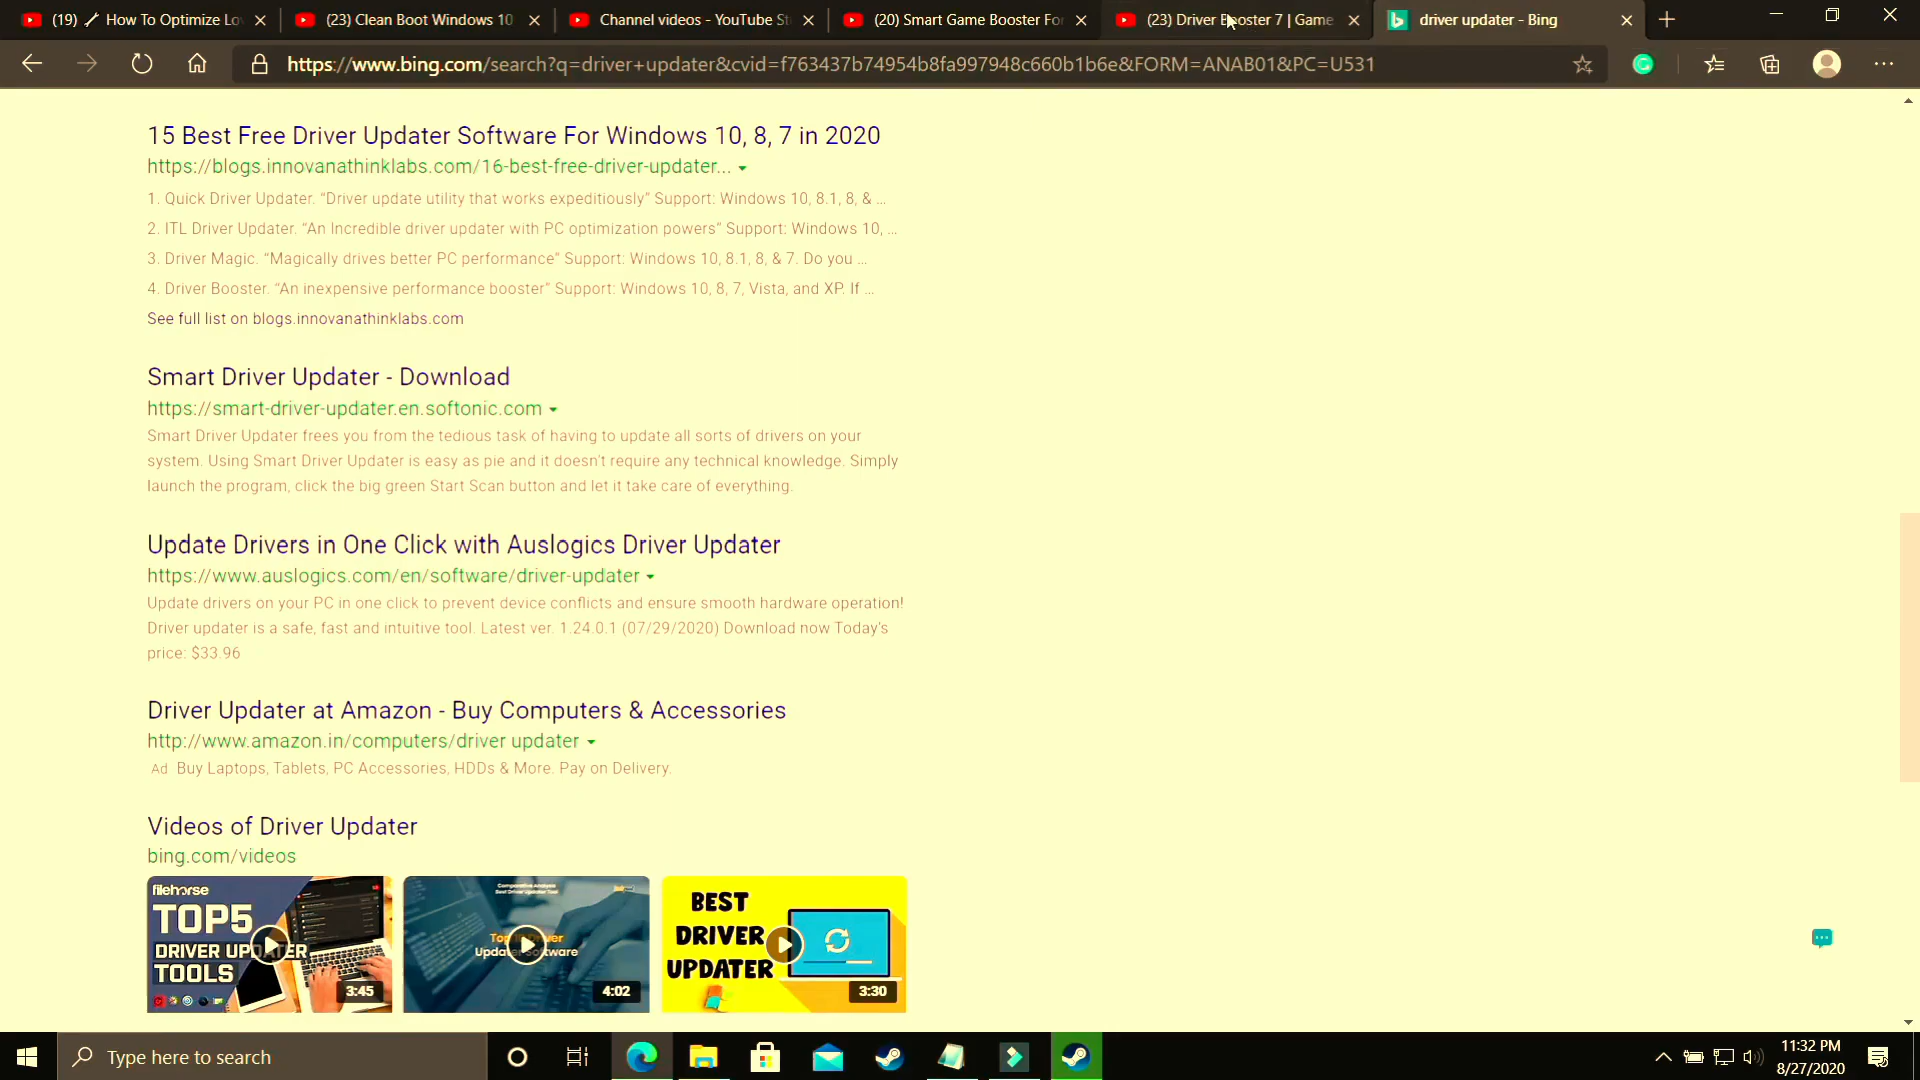 (19) How To Optimize Lo
(23) Clean Boot Windows 10
Channel videos - YouTube St
(20) Smart Game Booster Fo
(23) Driver Booster 7 | Game
driver updater - Bing
https://www.bing.com/search?q=driver+updater&cvid=f763437b74954b8fa997948c660b1b6e&FORM=ANAB01&PC=U531
15 Best Free Driver Updater Software For Windows 10, 8, 7 in 2020
https://blogs.innovanathinklabs.com/16-best-free-driver-updater...
1. Quick Driver Updater. “Driver update utility that works expeditiously” Support: Windows 10, 8.1, 8, & ...
2. ITL Driver Updater. “An Incredible driver updater with PC optimization powers” Support: Windows 10, ...
3. Driver Magic. “Magically drives better PC performance” Support: Windows 10, 8.1, 8, & 7. Do you ...
4. Driver Booster. “An inexpensive performance booster” Support: Windows 10, 8, 7, Vista, and XP. If ...
See full list on blogs.innovanathinklabs.com
Smart Driver Updater - Download
https://smart-driver-updater.en.softonic.com
Smart Driver Updater frees you from the tedious task of having to update all sorts of drivers on your
system. Using Smart Driver Updater is easy as pie and it doesn't require any technical knowledge. Simply
launch the program, click the big green Start Scan button and let it take care of everything.
Update Drivers in One Click with Auslogics Driver Updater
https://www.auslogics.com/en/software/driver-updater
Update drivers on your PC in one click to prevent device conflicts and ensure smooth hardware operation!
Driver updater is a safe, fast and intuitive tool. Latest ver. 1.24.0.1 (07/29/2020) Download now Today's
price: $33.96
Driver Updater at Amazon - Buy Computers & Accessories
http://www.amazon.in/computers/driver updater
Ad Buy Laptops, Tablets, PC Accessories, HDDs & More. Pay on Delivery.
Videos of Driver Updater
bing.com/videos
filehorse
TOP5
DRIVER UPDATER
TOOLS
3:45
Comparative Analysis
Best Driver Updater Tool
Top 10 Driver
Updater Software
4:02
BEST
DRIVER
UPDATER
3:30
Type here to search
11:32 PM
8/27/2020